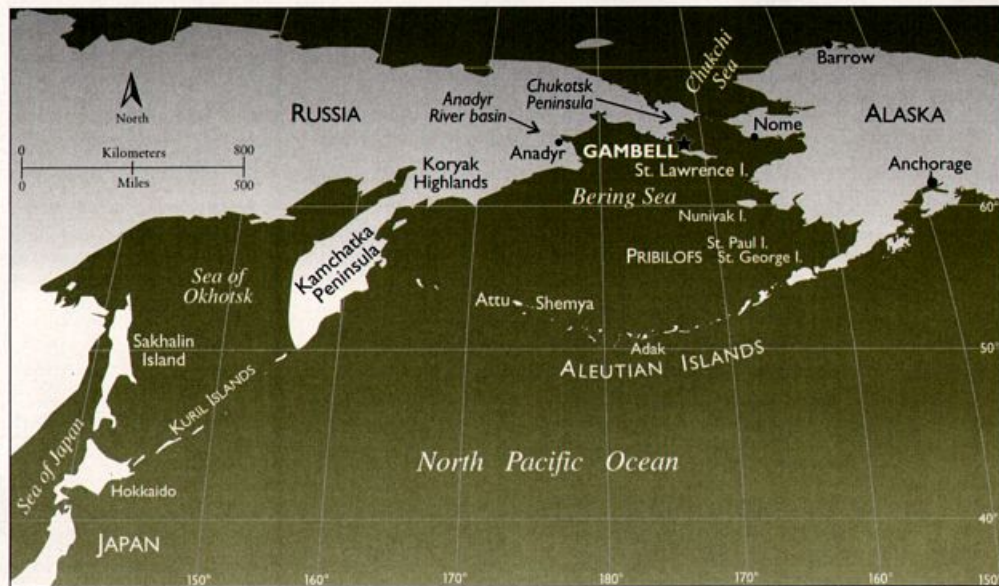 Chukchi
Sea
Barrow
North
RUSSIA
Anadyr
River basin
Chukotsk
Peninsula
Nome
ALASKA
0 Kilometers 800
0 Miles 500
Koryak
Highlands
Anadyr
GAMBELL
St. Lawrence I.
Anchorage
Bering Sea
60°
Nunivak I.
St. Paul I.
PRIBILOFS St. George I.
Kamchatka
Peninsula
Sea of
Okhotsk
Attu
Shemya
Sakhalin
Island
Adak
50°
ALEUTIAN ISLANDS
KURIL ISLANDS
Sea of Japan
North Pacific Ocean
Hokkaido
40°
JAPAN
150° 160° 170° 180° 170° 160° 150°